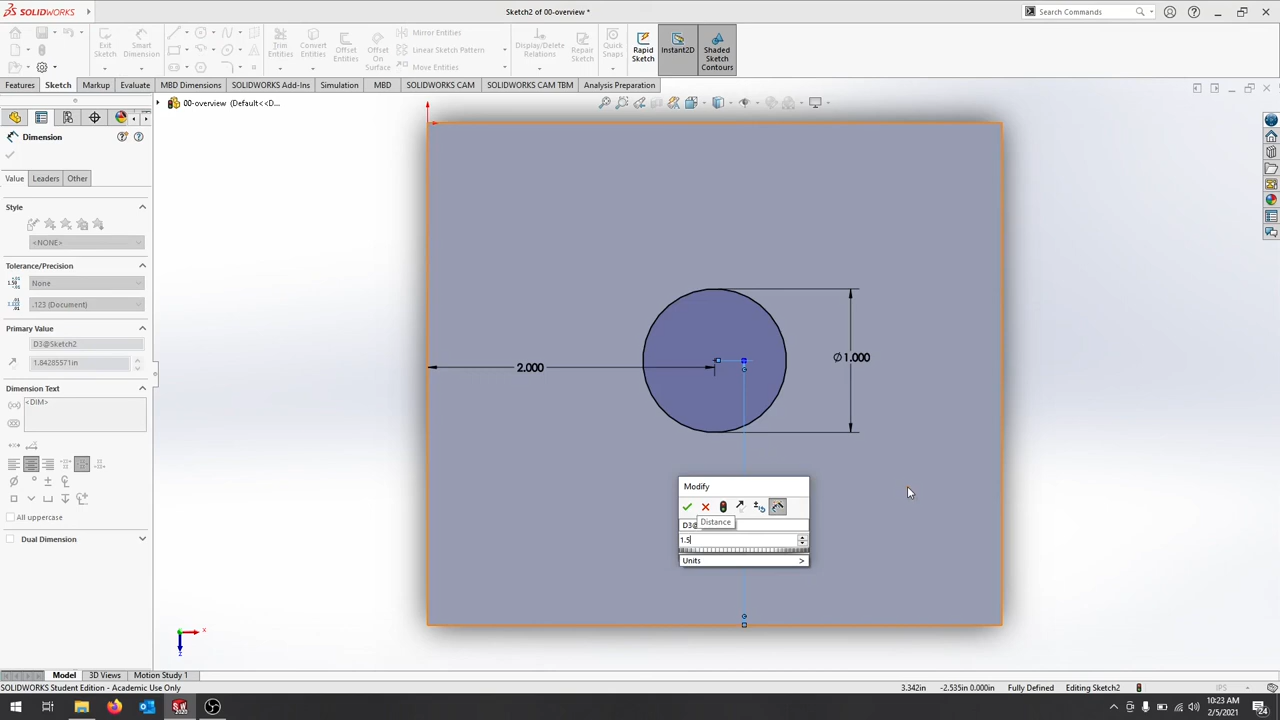 SOLIDWORKS
Sketch2 of 00-overview *
Search Commands
Exit Sketch
Smart Dimension
Trim Entities
Convert Entities
Offset Entities
Offset On Surface
Mirror Entities
Linear Sketch Pattern
Move Entities
Display/Delete Relations
Repair Sketch
Quick Snaps
Rapid Sketch
Instant2D
Shaded Sketch Contours
Features
Sketch
Markup
Evaluate
MBD Dimensions
SOLIDWORKS Add-Ins
Simulation
MBD
SOLIDWORKS CAM
SOLIDWORKS CAM TBM
Analysis Preparation
00-overview (Default<<D...
Dimension
Value
Leaders
Other
Style
<NONE>
Tolerance/Precision
None
.123 (Document)
Primary Value
D3@Sketch2
1.84285571in
Dimension Text
<DIM>
All uppercase
Dual Dimension
2.000
Ø1.000
Modify
Distance
D3@
1.5
Units >
x
z
Model
3D Views
Motion Study 1
SOLIDWORKS Student Edition - Academic Use Only
3.342in
-2.535in 0.000in
Fully Defined
Editing Sketch2
IPS
10:23 AM
2/5/2021
24